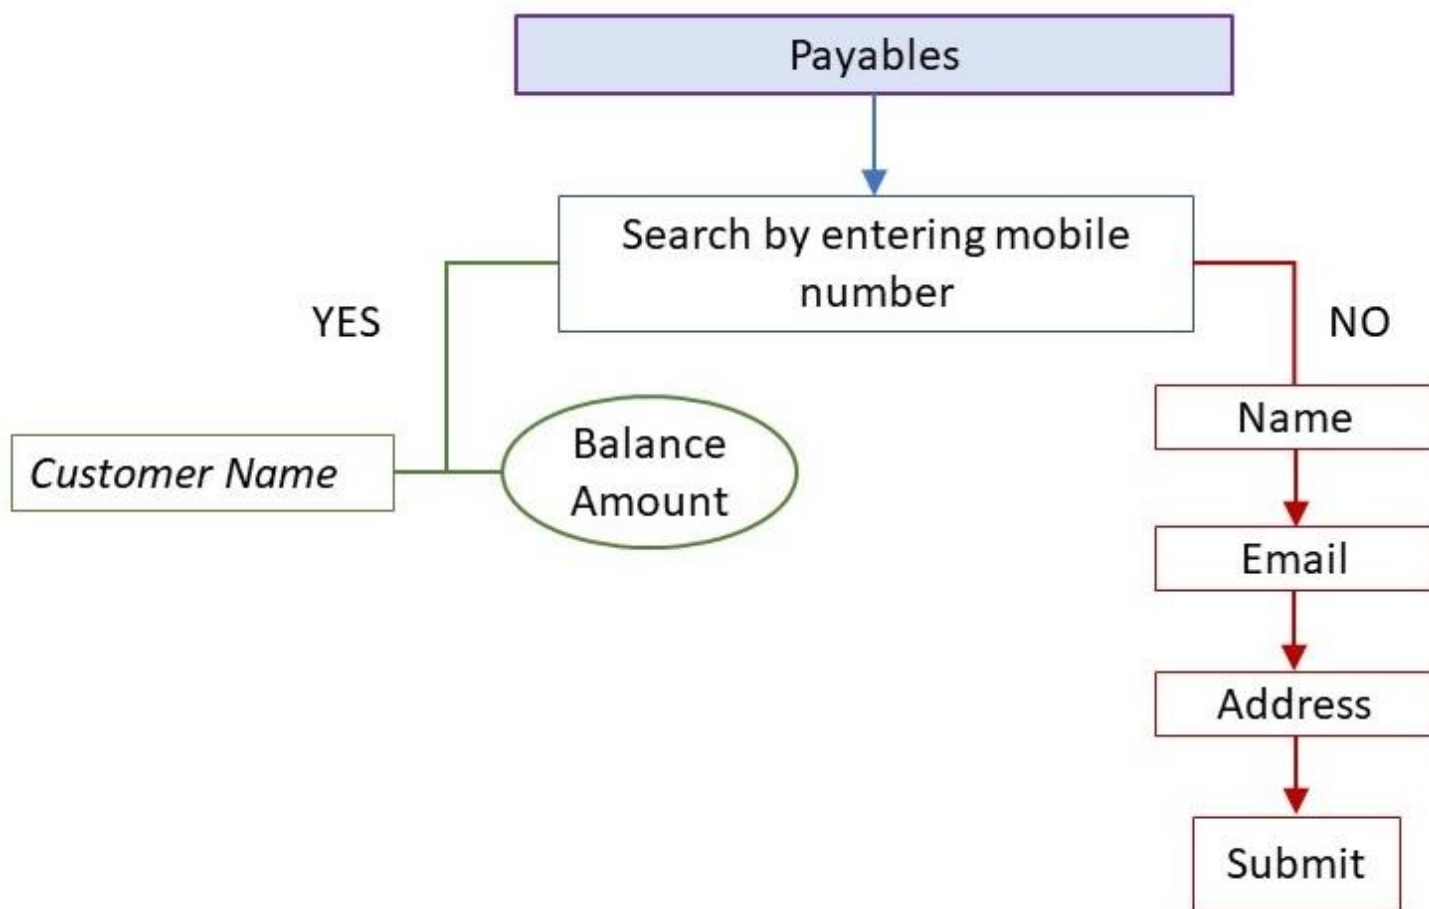 Payables
Search by entering mobile
number
YES
NO
Customer Name
Balance
Amount
Name
Email
Address
Submit